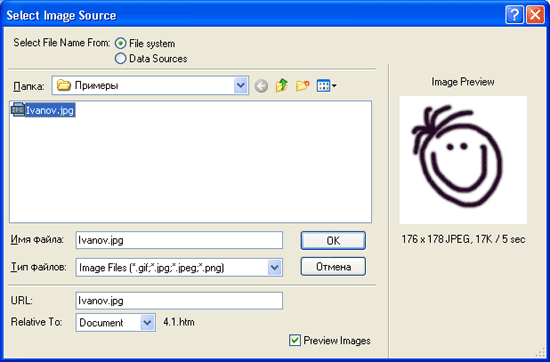 Select Image Source
Select File Name From: File system
Data Sources
Папка: Примеры
Image Preview
Ivanov.jpg
176 x 178 JPEG, 17K / 5 sec
Имя файла: Ivanov.jpg OK
Тип файлов: Image Files (*.gif;*.jpg;*.jpeg;*.png) Отмена
URL: Ivanov.jpg
Relative To: Document 4.1.htm
Preview Images